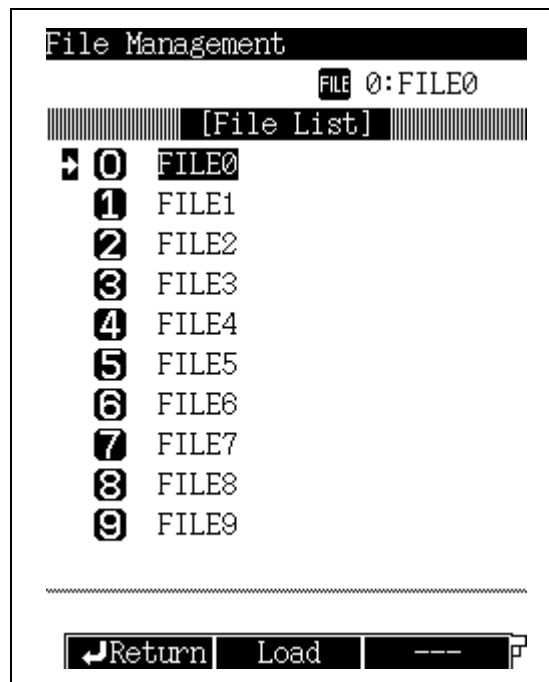 File Management
FILE 0:FILE0
[File List]
0 FILE0
1 FILE1
2 FILE2
3 FILE3
4 FILE4
5 FILE5
6 FILE6
7 FILE7
8 FILE8
9 FILE9
Return Load ---